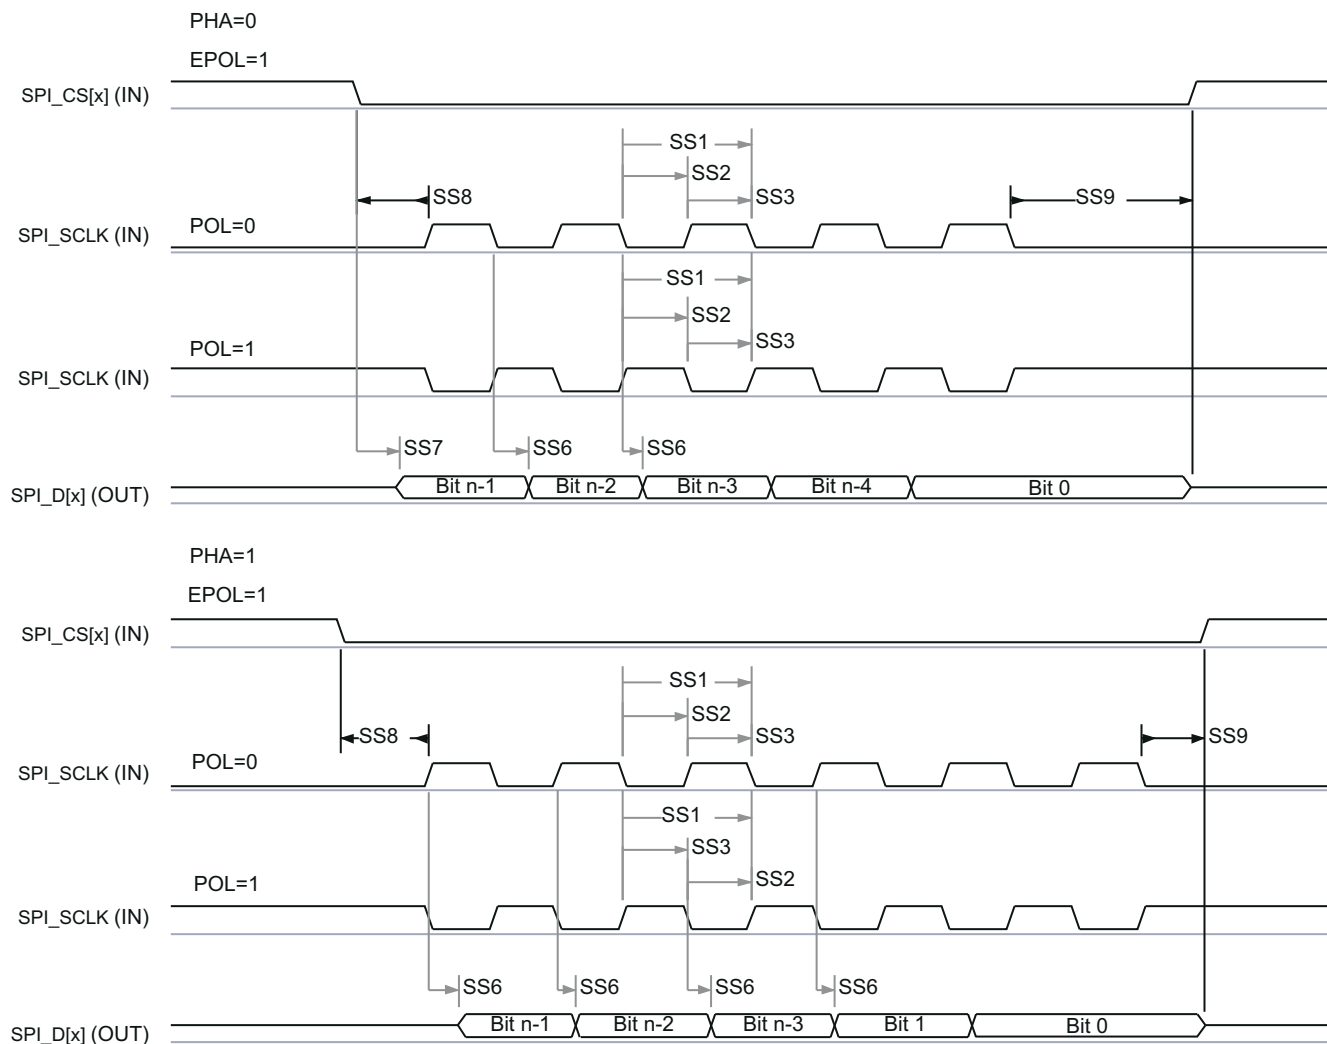 PHA=0
EPOL=1
SPI_CS[x] (IN)
SS1
SS2
SS8
SS3
SS9
POL=0
SPI_SCLK (IN)
SS1
SS2
SS3
POL=1
SPI_SCLK (IN)
SS7
SS6
SS6
SPI_D[x] (OUT)
Bit n-1
Bit n-2
Bit n-3
Bit n-4
Bit 0
PHA=1
EPOL=1
SPI_CS[x] (IN)
SS1
SS2
SS8
SS3
SS9
POL=0
SPI_SCLK (IN)
SS1
SS3
SS2
POL=1
SPI_SCLK (IN)
SS6
SS6
SS6
SS6
SPI_D[x] (OUT)
Bit n-1
Bit n-2
Bit n-3
Bit 1
Bit 0